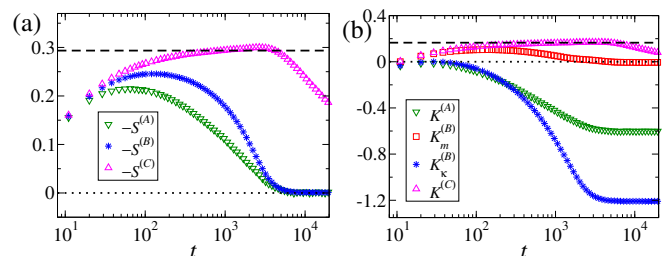 (a)
0.3
0.2
0.1
0
−S^(A)
−S^(B)
−S^(C)
10^1 10^2 10^3 10^4
t
(b)
0.4
0
-0.4
-0.8
-1.2
K^(A)
K_m^(B)
K_κ^(B)
K^(C)
10^1 10^2 10^3 10^4
t